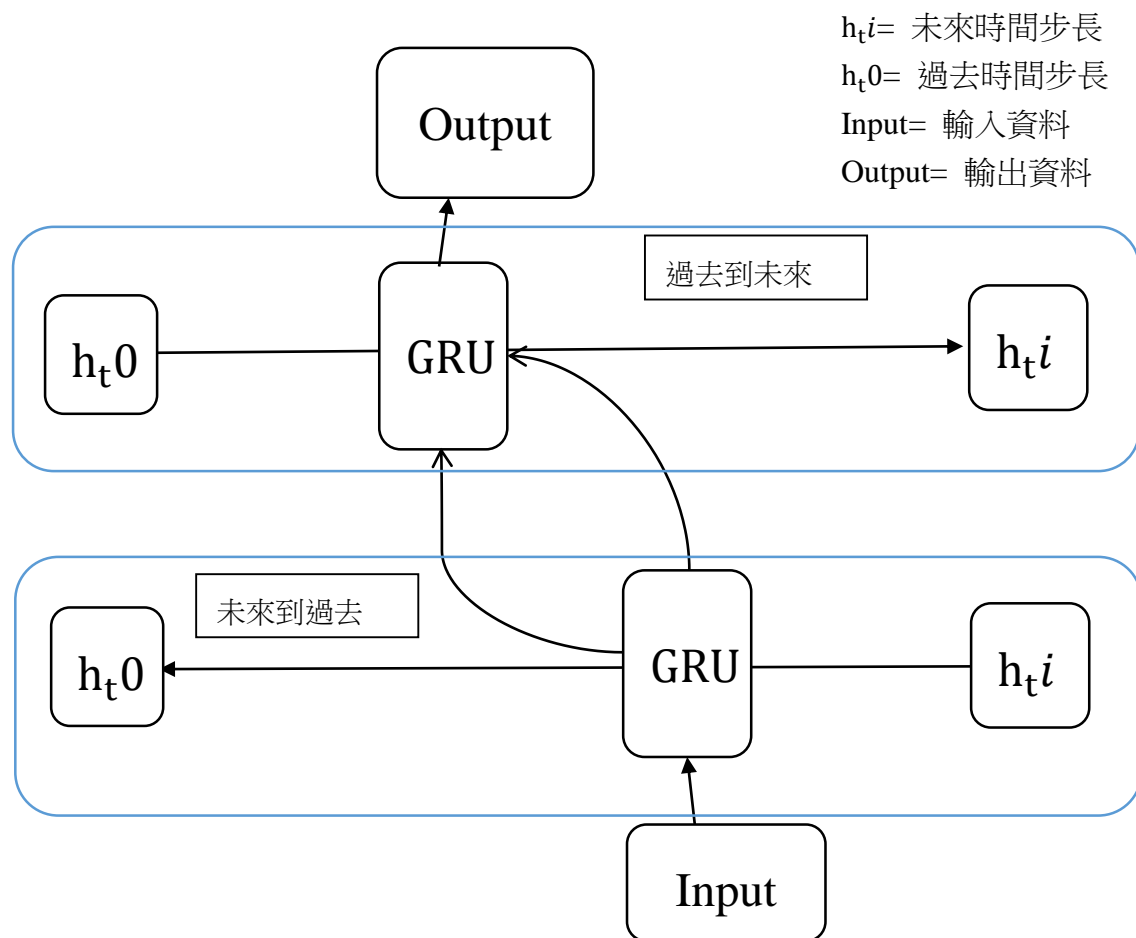 hₜi= 未來時間步長
hₜ0= 過去時間步長
Input= 輸入資料
Output= 輸出資料
Output
過去到未來
hₜ0
GRU
hₜi
未來到過去
hₜ0
GRU
hₜi
Input